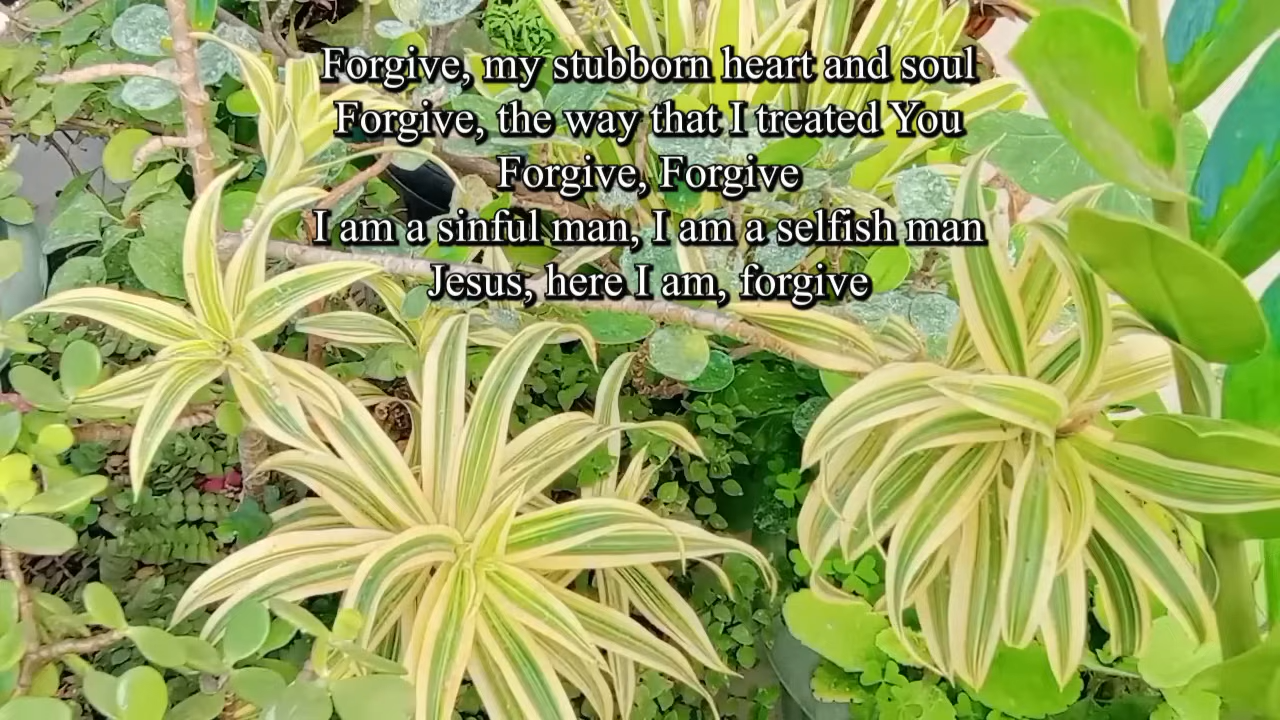 Forgive, my stubborn heart and soul
Forgive, the way that I treated You
Forgive, Forgive
I am a sinful man, I am a selfish man
Jesus, here I am, forgive